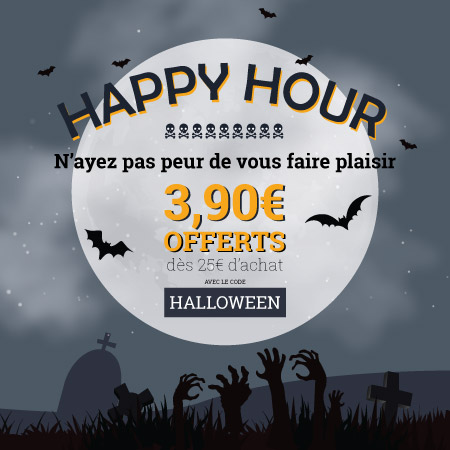 HAPPY HOUR
N'ayez pas peur de vous faire plaisir
3,90€
OFFERTS
dès 25€ d'achat
AVEC LE CODE
HALLOWEEN